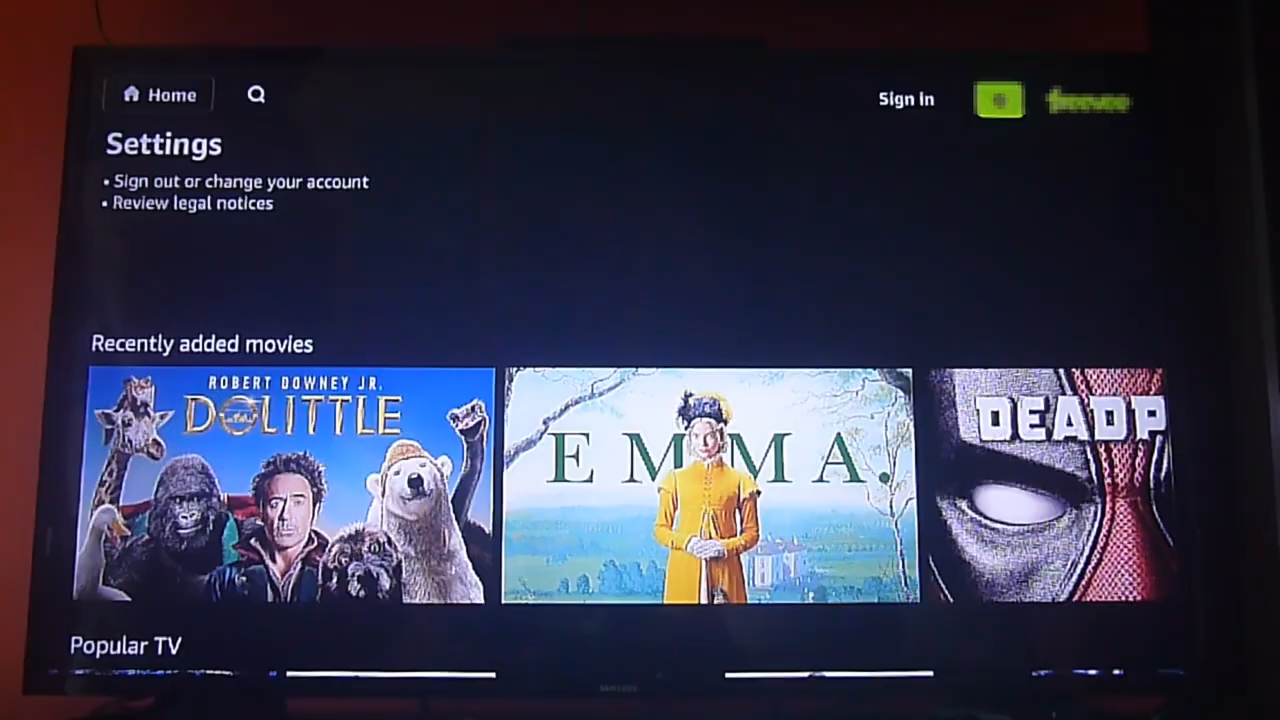 Home
Sign in
Settings
• Sign out or change your account
• Review legal notices
Recently added movies
ROBERT DOWNEY JR.
DOLITTLE
EMMA.
DEADP
Popular TV
SAMSUNG